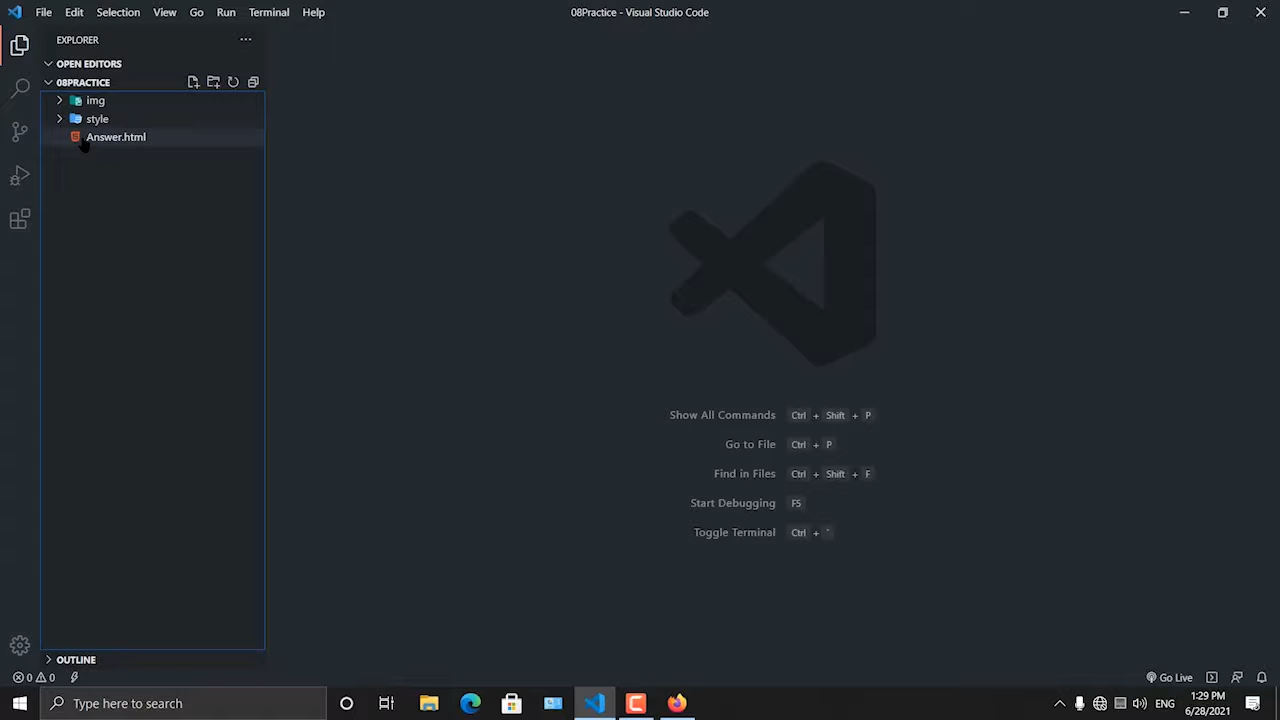 File Edit Selection View Go Run Terminal Help
08Practice - Visual Studio Code
EXPLORER
OPEN EDITORS
08PRACTICE
img
style
Answer.html
Show All Commands Ctrl + Shift + P
Go to File Ctrl + P
Find in Files Ctrl + Shift + F
Start Debugging F5
Toggle Terminal Ctrl + `
OUTLINE
0 0
Go Live
Type here to search
ENG
1:29 PM
6/28/2021